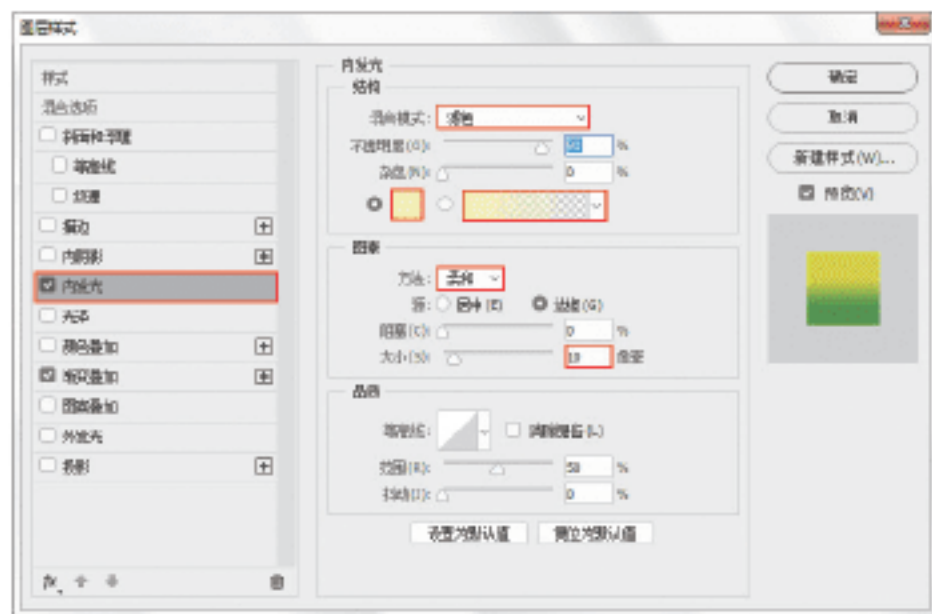 图层样式
样式
混合选项
斜面和浮雕
等高线
纹理
描边
内阴影
内发光
光泽
颜色叠加
渐变叠加
图案叠加
外发光
投影
fx
内发光
结构
混合模式: 滤色
不透明度(O): %
杂色(N): 0 %
图素
方法: 柔和
源: 居中(E) 边缘(G)
阻塞(C): 0 %
大小(S): 像素
品质
等高线: 消除锯齿(L)
范围(R): 50 %
抖动(J): 0 %
设置为默认值 复位为默认值
确定
取消
新建样式(W)...
预览(V)